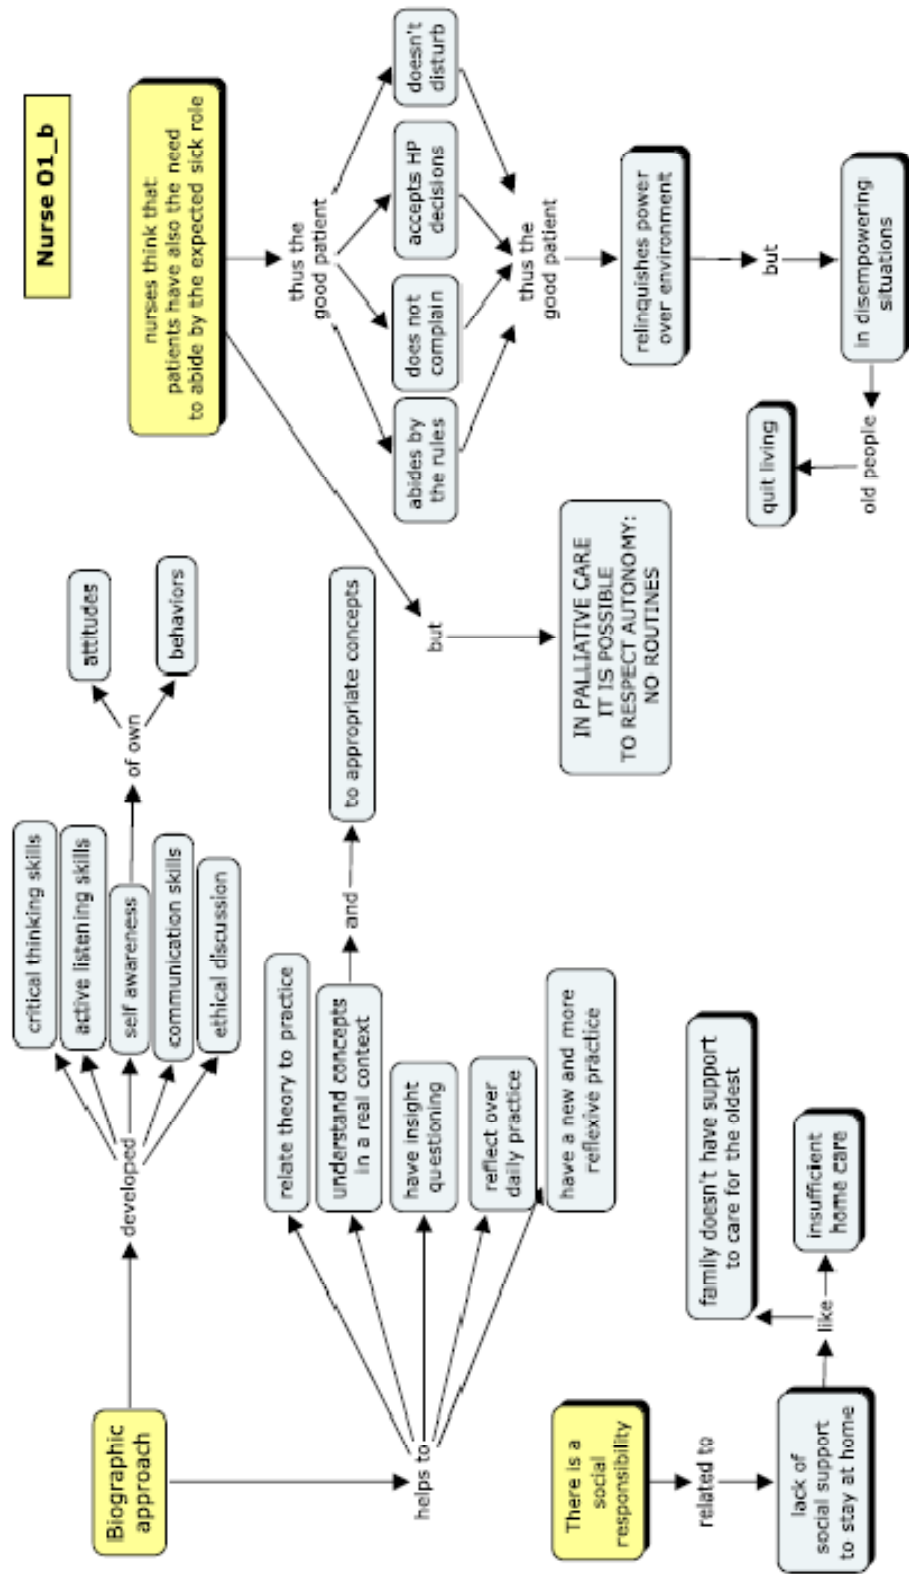 Nurse O1_b
Biographic
approach
developed
critical thinking skills
active listening skills
self awareness
communication skills
ethical discussion
of own
attitudes
behaviors
helps to
relate theory to practice
understand concepts
in a real context
have insight
questioning
reflect over
daily practice
have a new and more
reflexive practice
and
to appropriate concepts
nurses think that:
patients have also the need
to abide by the expected sick role
thus the
good patient
abides by
the rules
does not
complain
accepts HP
decisions
doesn't
disturb
thus the
good patient
relinquishes power
over environment
but
in disempowering
situations
old people
quit living
but
IN PALLIATIVE CARE
IT IS POSSIBLE
TO RESPECT AUTONOMY:
NO ROUTINES
There is a
social
responsibility
related to
lack of
social support
to stay at home
like
family doesn't have support
to care for the oldest
insufficient
home care